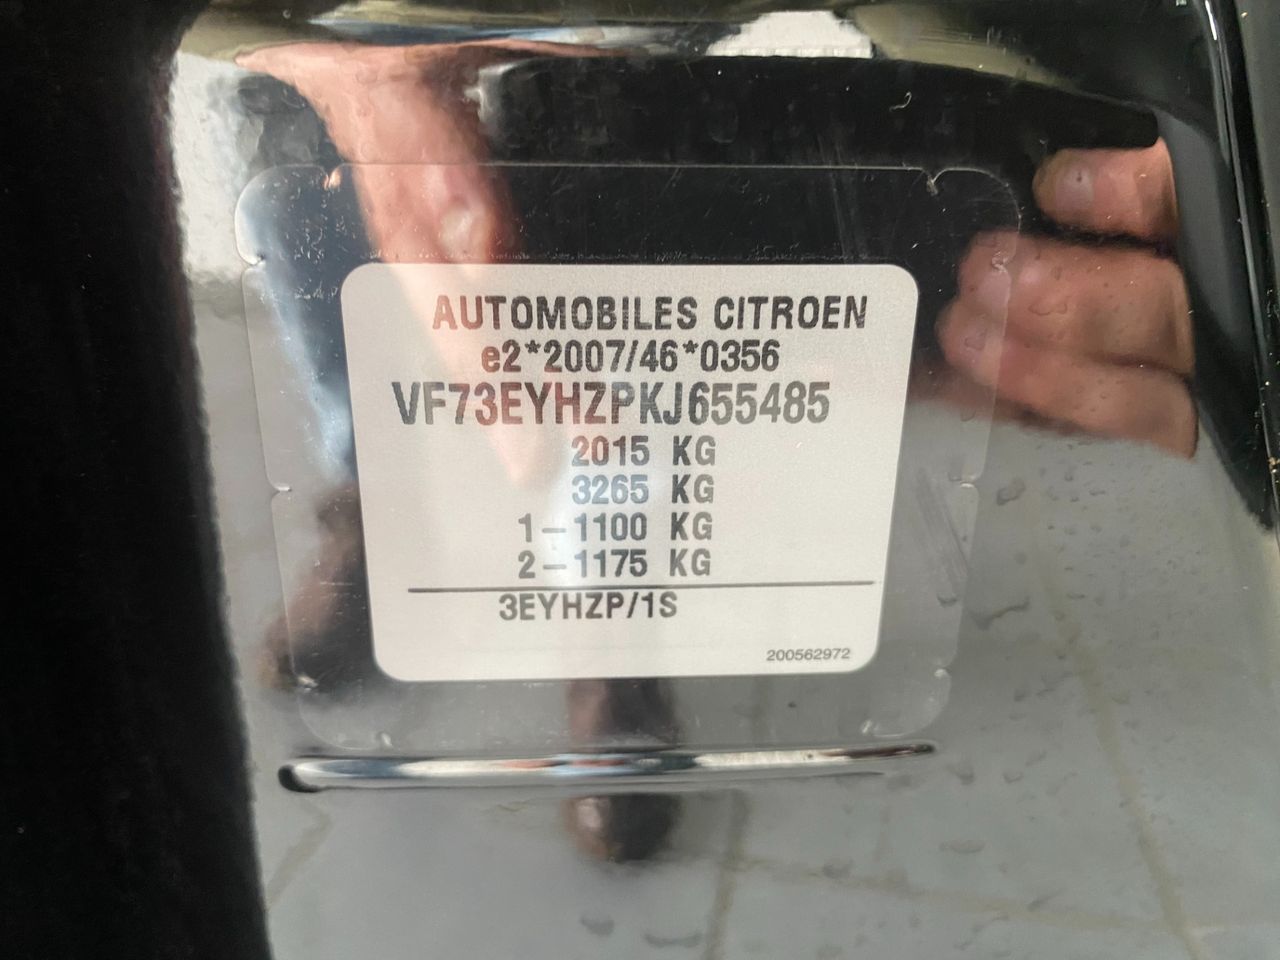 AUTOMOBILES CITROEN
e2*2007/46*0356
VF73EYHZPKJ655485
2015 KG
3265 KG
1-1100 KG
2-1175 KG
3EYHZP/1S
200562972